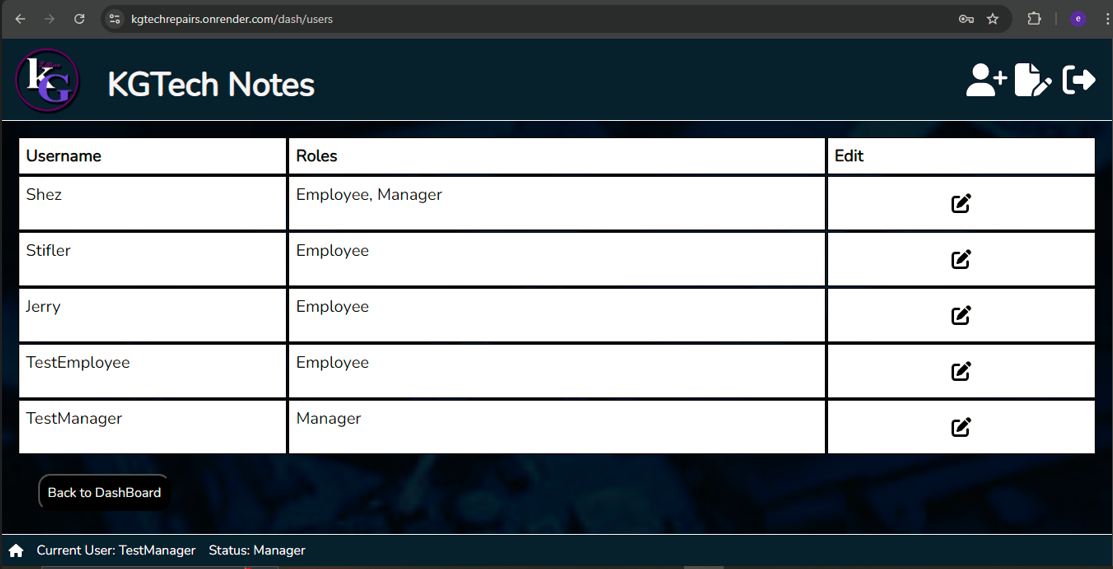 kgtechrepairs.onrender.com/dash/users
e
KG
KGTech Notes
Username Roles Edit
Shez Employee, Manager
Stifler Employee
Jerry Employee
TestEmployee Employee
TestManager Manager
Back to DashBoard
Current User: TestManager Status: Manager